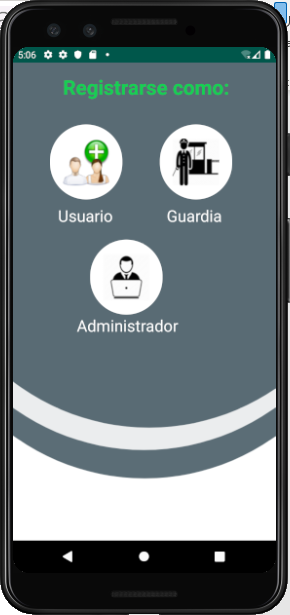 5:06
Registrarse como:
Usuario
Guardia
Administrador